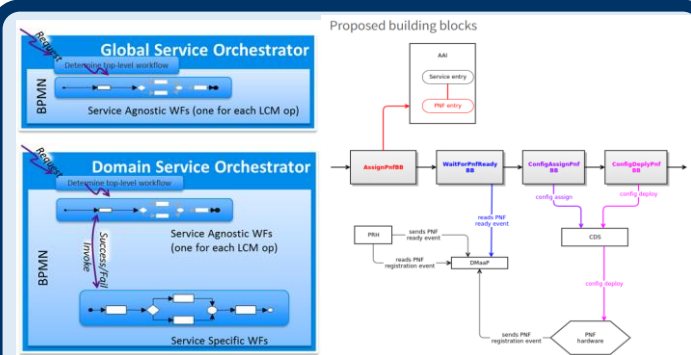 Request
Global Service Orchestrator
Determine top-level workflow
BPMN
Service Agnostic WFs (one for each LCM op)
Request
Domain Service Orchestrator
Determine top-level workflow
BPMN
Service Agnostic WFs
(one for each LCM op)
Success/Fail
Invoke
Service Specific WFs
Proposed building blocks
AAI
Service entry
PNF entry
AssignPnfBB
WaitForPnfReady
BB
ConfigAssignPnf
BB
ConfigDeplyPnf
BB
reads PNF
ready event
config assign
config deploy
PRH
sends PNF
ready event
CDS
reads PNF
registration event
DMaaP
config deploy
sends PNF
registration event
PNF
hardware